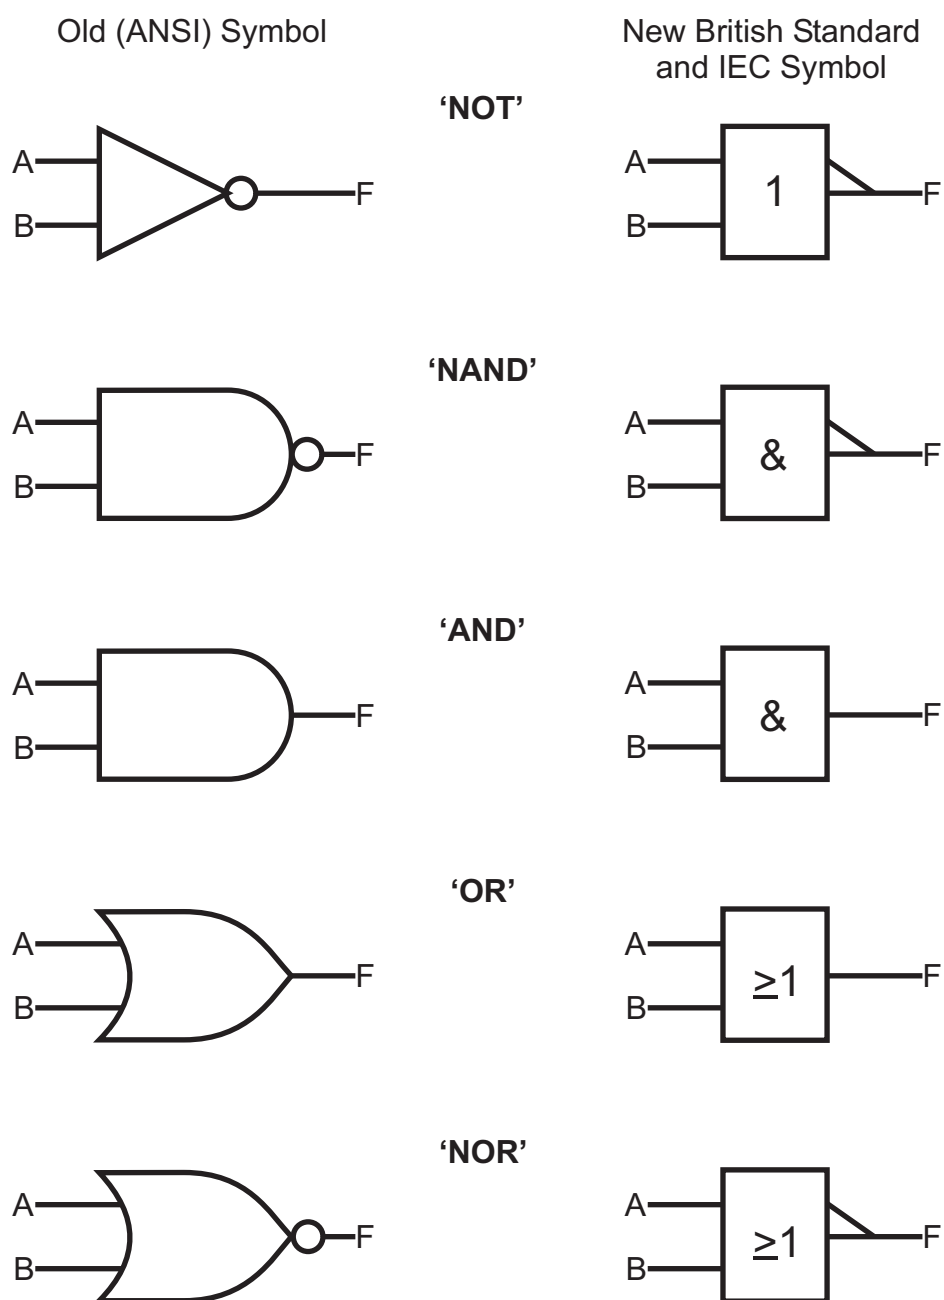 Old (ANSI) Symbol
New British Standard
and IEC Symbol
‘NOT’
A
B
F
A
B
1
F
‘NAND’
A
B
F
A
B
&
F
‘AND’
A
B
F
A
B
&
F
‘OR’
A
B
F
A
B
≥1
F
‘NOR’
A
B
F
A
B
≥1
F